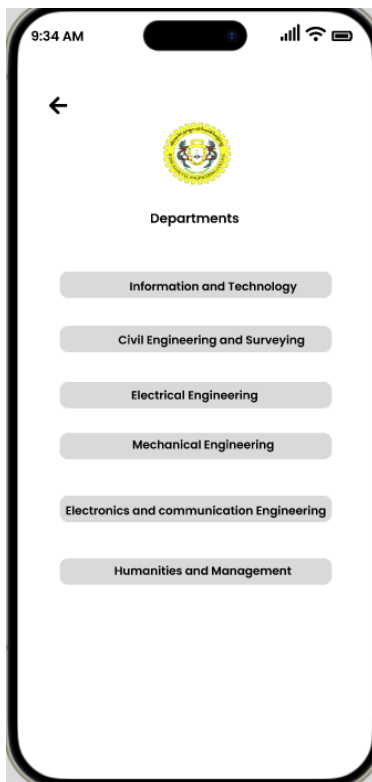 9:34 AM
Departments
Information and Technology
Civil Engineering and Surveying
Electrical Engineering
Mechanical Engineering
Electronics and communication Engineering
Humanities and Management